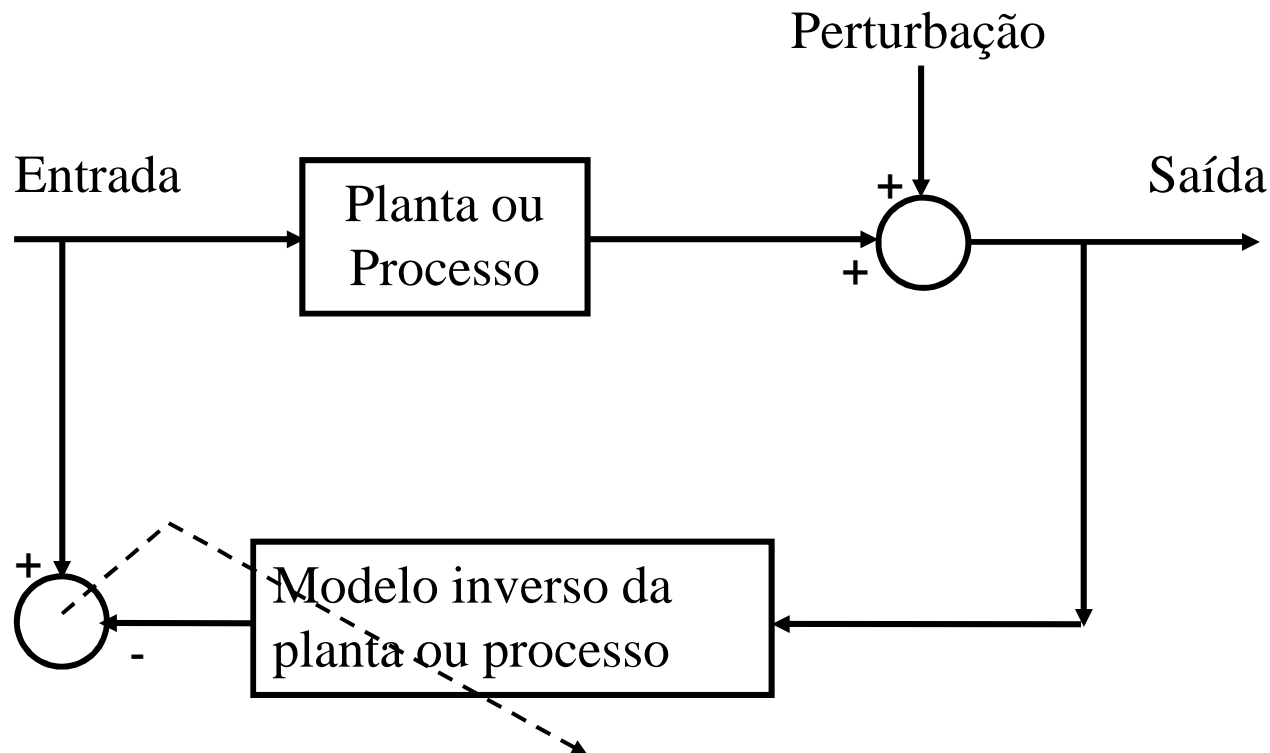 Perturbação
Entrada
Saída
+
Planta ou
Processo
+
+
Modelo inverso da
planta ou processo
-